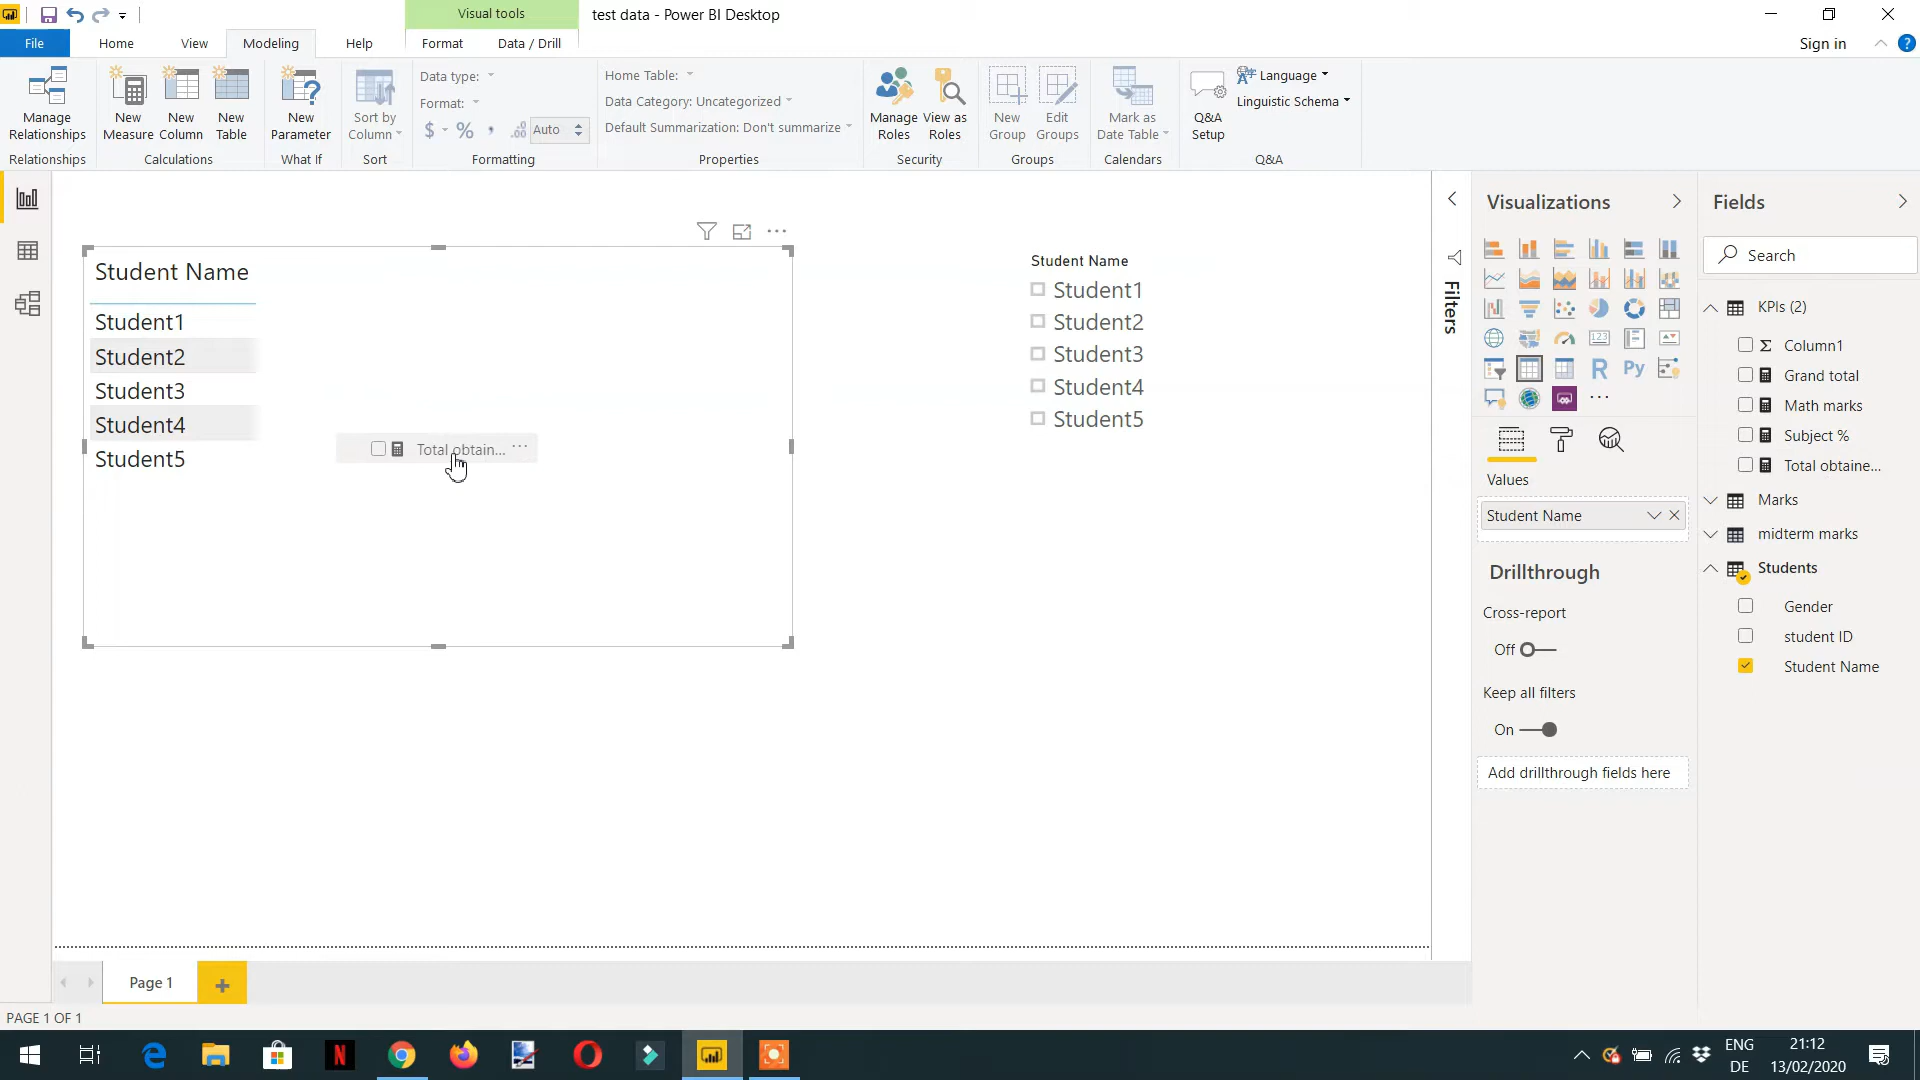 Visual tools
test data - Power BI Desktop
File
Home
View
Modeling
Help
Format
Data / Drill
Sign in
Manage Relationships
New Measure
New Column
New Table
New Parameter
Sort by Column
Data type:
Format:
$ % , .00 Auto
Home Table:
Data Category: Uncategorized
Default Summarization: Don't summarize
Manage Roles
View as Roles
New Group
Edit Groups
Mark as Date Table
Q&A Setup
Language
Linguistic Schema
Relationships
Calculations
What If
Sort
Formatting
Properties
Security
Groups
Calendars
Q&A
Student Name
Student1
Student2
Student3
Student4
Student5
Total obtain...
Student Name
Student1
Student2
Student3
Student4
Student5
Filters
Visualizations
R
Py
123
Values
Student Name
Drillthrough
Cross-report
Off
Keep all filters
On
Add drillthrough fields here
Fields
Search
KPIs (2)
Column1
Grand total
Math marks
Subject %
Total obtaine...
Marks
midterm marks
Students
Gender
student ID
Student Name
Page 1
PAGE 1 OF 1
ENG
DE
21:12
13/02/2020